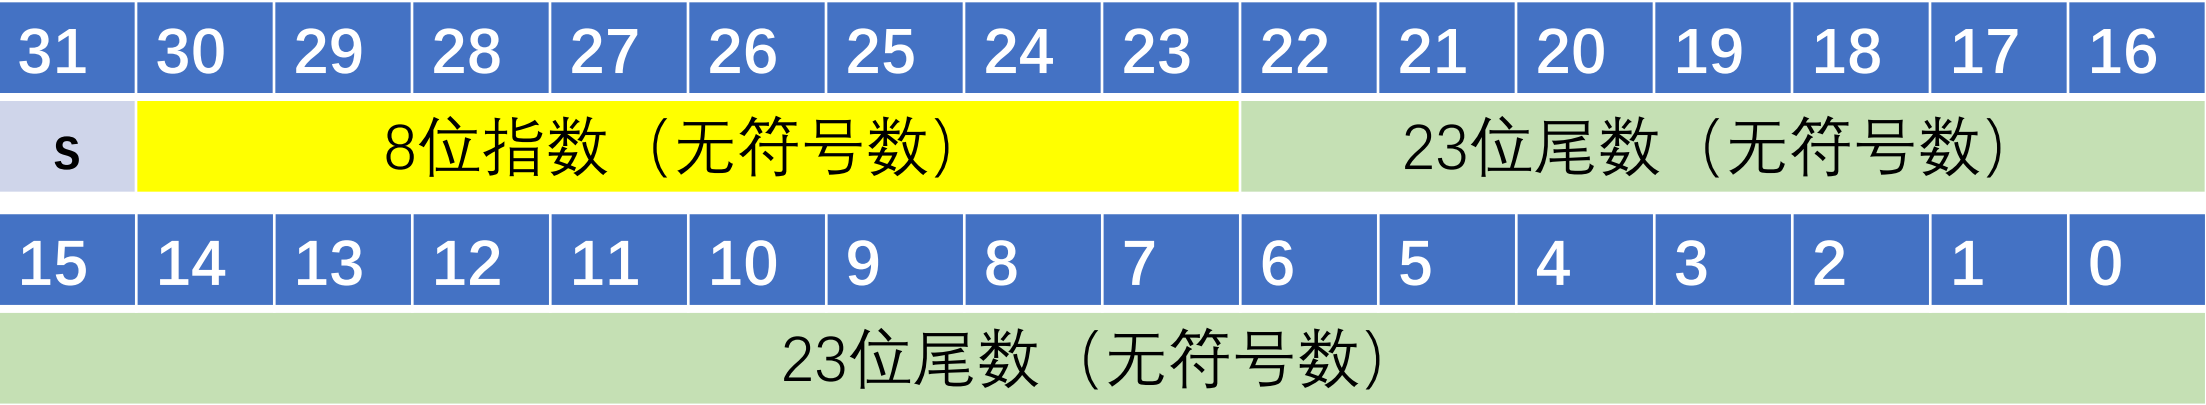 31 30 29 28 27 26 25 24 23 22 21 20 19 18 17 16
s 8位指数（无符号数） 23位尾数（无符号数）
15 14 13 12 11 10 9 8 7 6 5 4 3 2 1 0
23位尾数（无符号数）